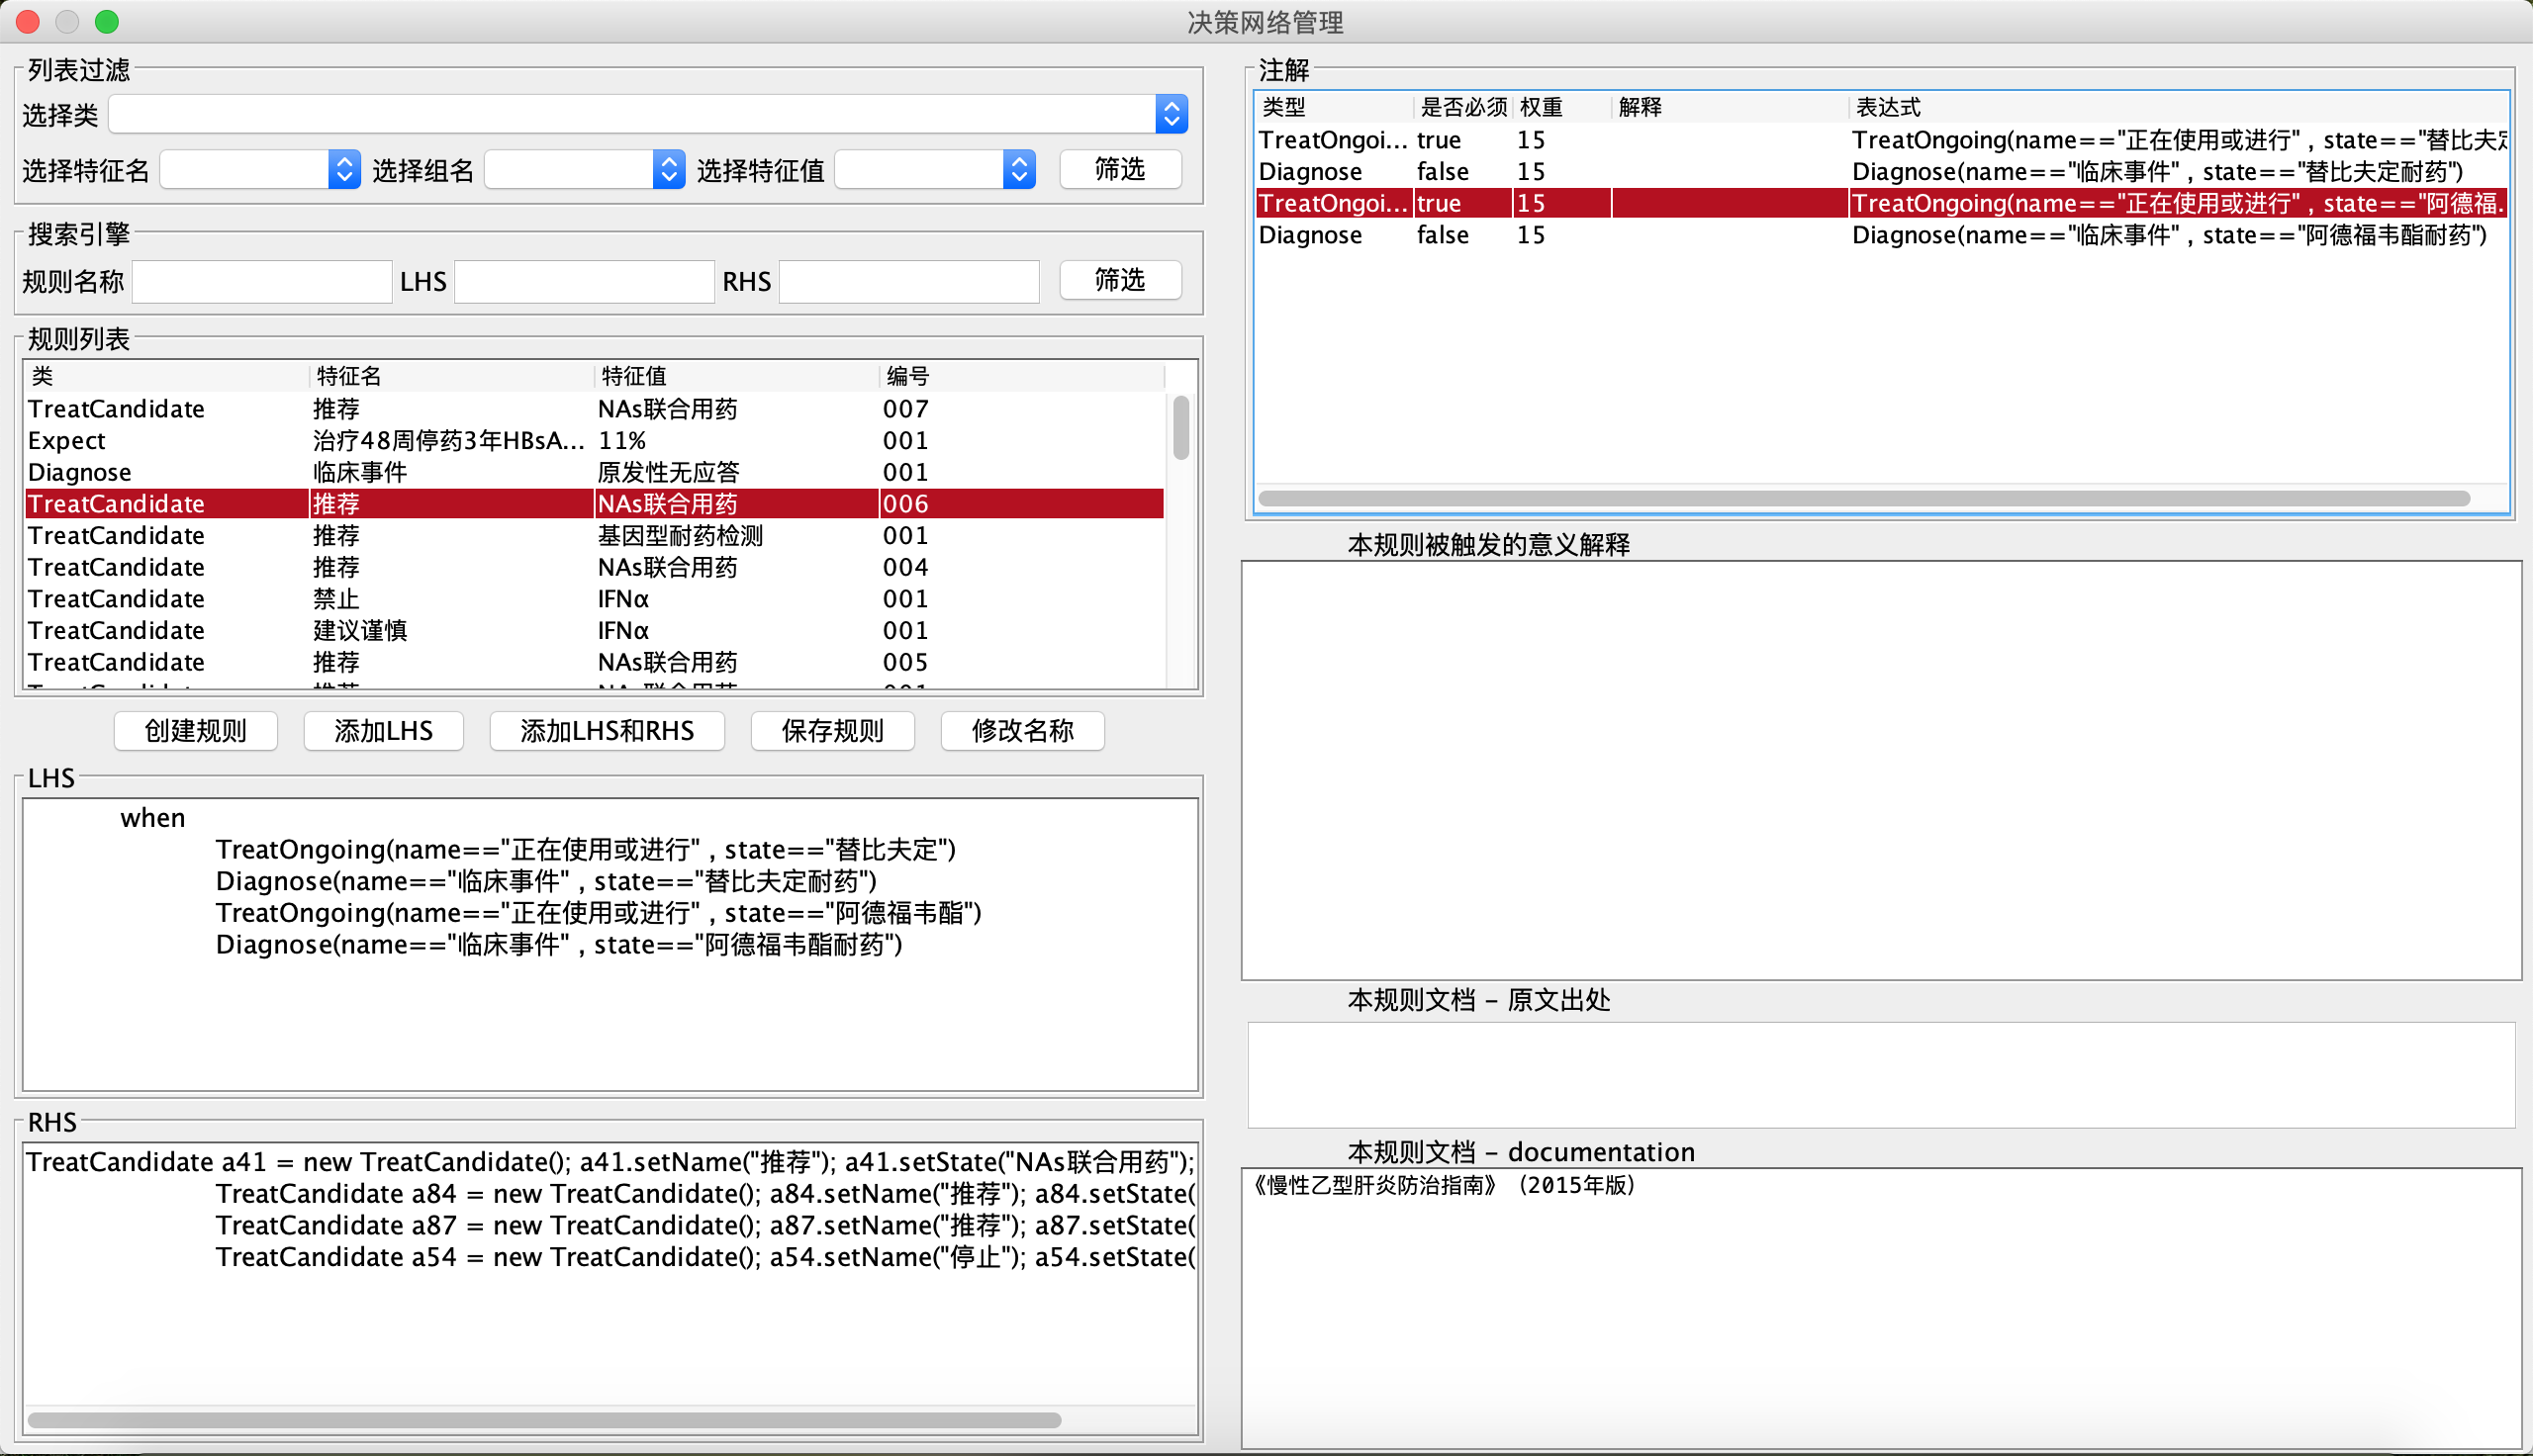 决策网络管理
列表过滤
选择类
选择特征名 选择组名 选择特征值 筛选
搜索引擎
规则名称 LHS RHS 筛选
规则列表
类 特征名 特征值 编号
TreatCandidate 推荐 NAs联合用药 007
Expect 治疗48周停药3年HBsA... 11% 001
Diagnose 临床事件 原发性无应答 001
TreatCandidate 推荐 NAs联合用药 006
TreatCandidate 推荐 基因型耐药检测 001
TreatCandidate 推荐 NAs联合用药 004
TreatCandidate 禁止 IFNα 001
TreatCandidate 建议谨慎 IFNα 001
TreatCandidate 推荐 NAs联合用药 005
创建规则 添加LHS 添加LHS和RHS 保存规则 修改名称
LHS
when
TreatOngoing(name=="正在使用或进行" , state=="替比夫定")
Diagnose(name=="临床事件" , state=="替比夫定耐药")
TreatOngoing(name=="正在使用或进行" , state=="阿德福韦酯")
Diagnose(name=="临床事件" , state=="阿德福韦酯耐药")
RHS
TreatCandidate a41 = new TreatCandidate(); a41.setName("推荐"); a41.setState("NAs联合用药");
TreatCandidate a84 = new TreatCandidate(); a84.setName("推荐"); a84.setState(
TreatCandidate a87 = new TreatCandidate(); a87.setName("推荐"); a87.setState(
TreatCandidate a54 = new TreatCandidate(); a54.setName("停止"); a54.setState(
注解
类型 是否必须 权重 解释 表达式
TreatOngoi... true 15 TreatOngoing(name=="正在使用或进行" , state=="替比夫定
Diagnose false 15 Diagnose(name=="临床事件" , state=="替比夫定耐药")
TreatOngoi... true 15 TreatOngoing(name=="正在使用或进行" , state=="阿德福...
Diagnose false 15 Diagnose(name=="临床事件" , state=="阿德福韦酯耐药")
本规则被触发的意义解释
本规则文档 – 原文出处
本规则文档 – documentation
《慢性乙型肝炎防治指南》（2015年版）